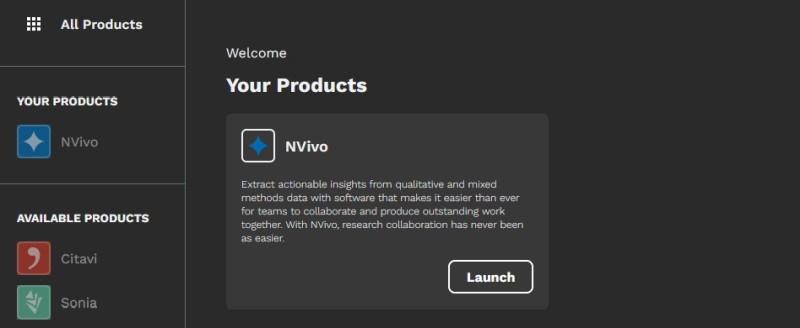 All Products
YOUR PRODUCTS
NVivo
AVAILABLE PRODUCTS
Citavi
Sonia
Welcome
Your Products
NVivo
Extract actionable insights from qualitative and mixed
methods data with software that makes it easier than ever
for teams to collaborate and produce outstanding work
together. With NVivo, research collaboration has never been
as easier.
Launch